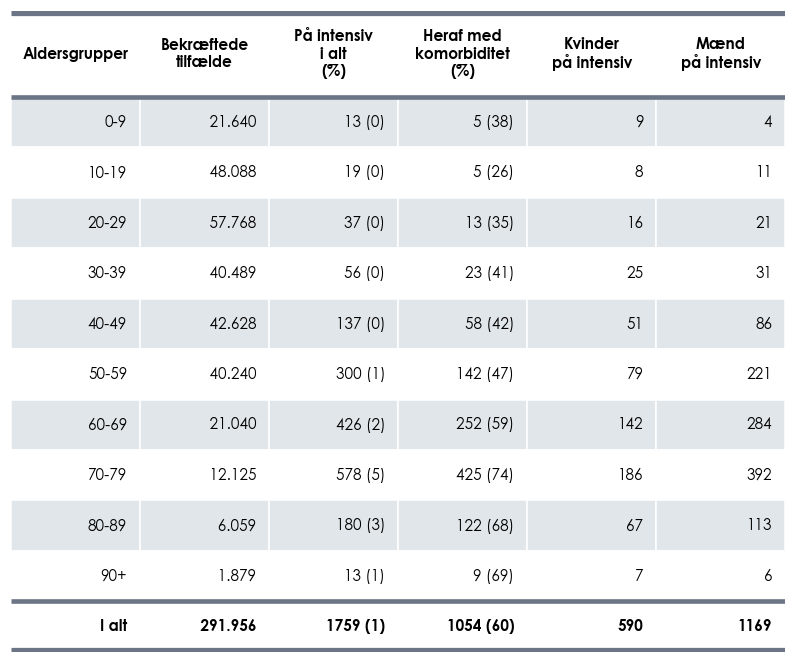 Aldersgrupper Bekræftede tilfælde På intensiv i alt (%) Heraf med komorbiditet (%) Kvinder på intensiv Mænd på intensiv
0-9 21.640 13 (0) 5 (38) 9 4
10-19 48.088 19 (0) 5 (26) 8 11
20-29 57.768 37 (0) 13 (35) 16 21
30-39 40.489 56 (0) 23 (41) 25 31
40-49 42.628 137 (0) 58 (42) 51 86
50-59 40.240 300 (1) 142 (47) 79 221
60-69 21.040 426 (2) 252 (59) 142 284
70-79 12.125 578 (5) 425 (74) 186 392
80-89 6.059 180 (3) 122 (68) 67 113
90+ 1.879 13 (1) 9 (69) 7 6
I alt 291.956 1759 (1) 1054 (60) 590 1169